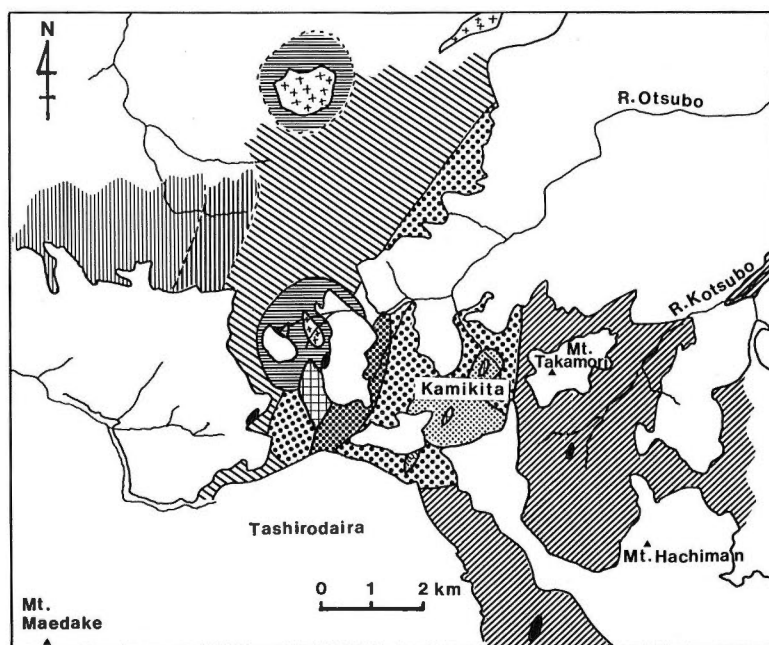 N
R.Otsubo
R.Kotsubo
Mt.
Takamori
Kamikita
Tashirodaira
Mt. Hachiman
0 1 2 km
Mt.
Maedake